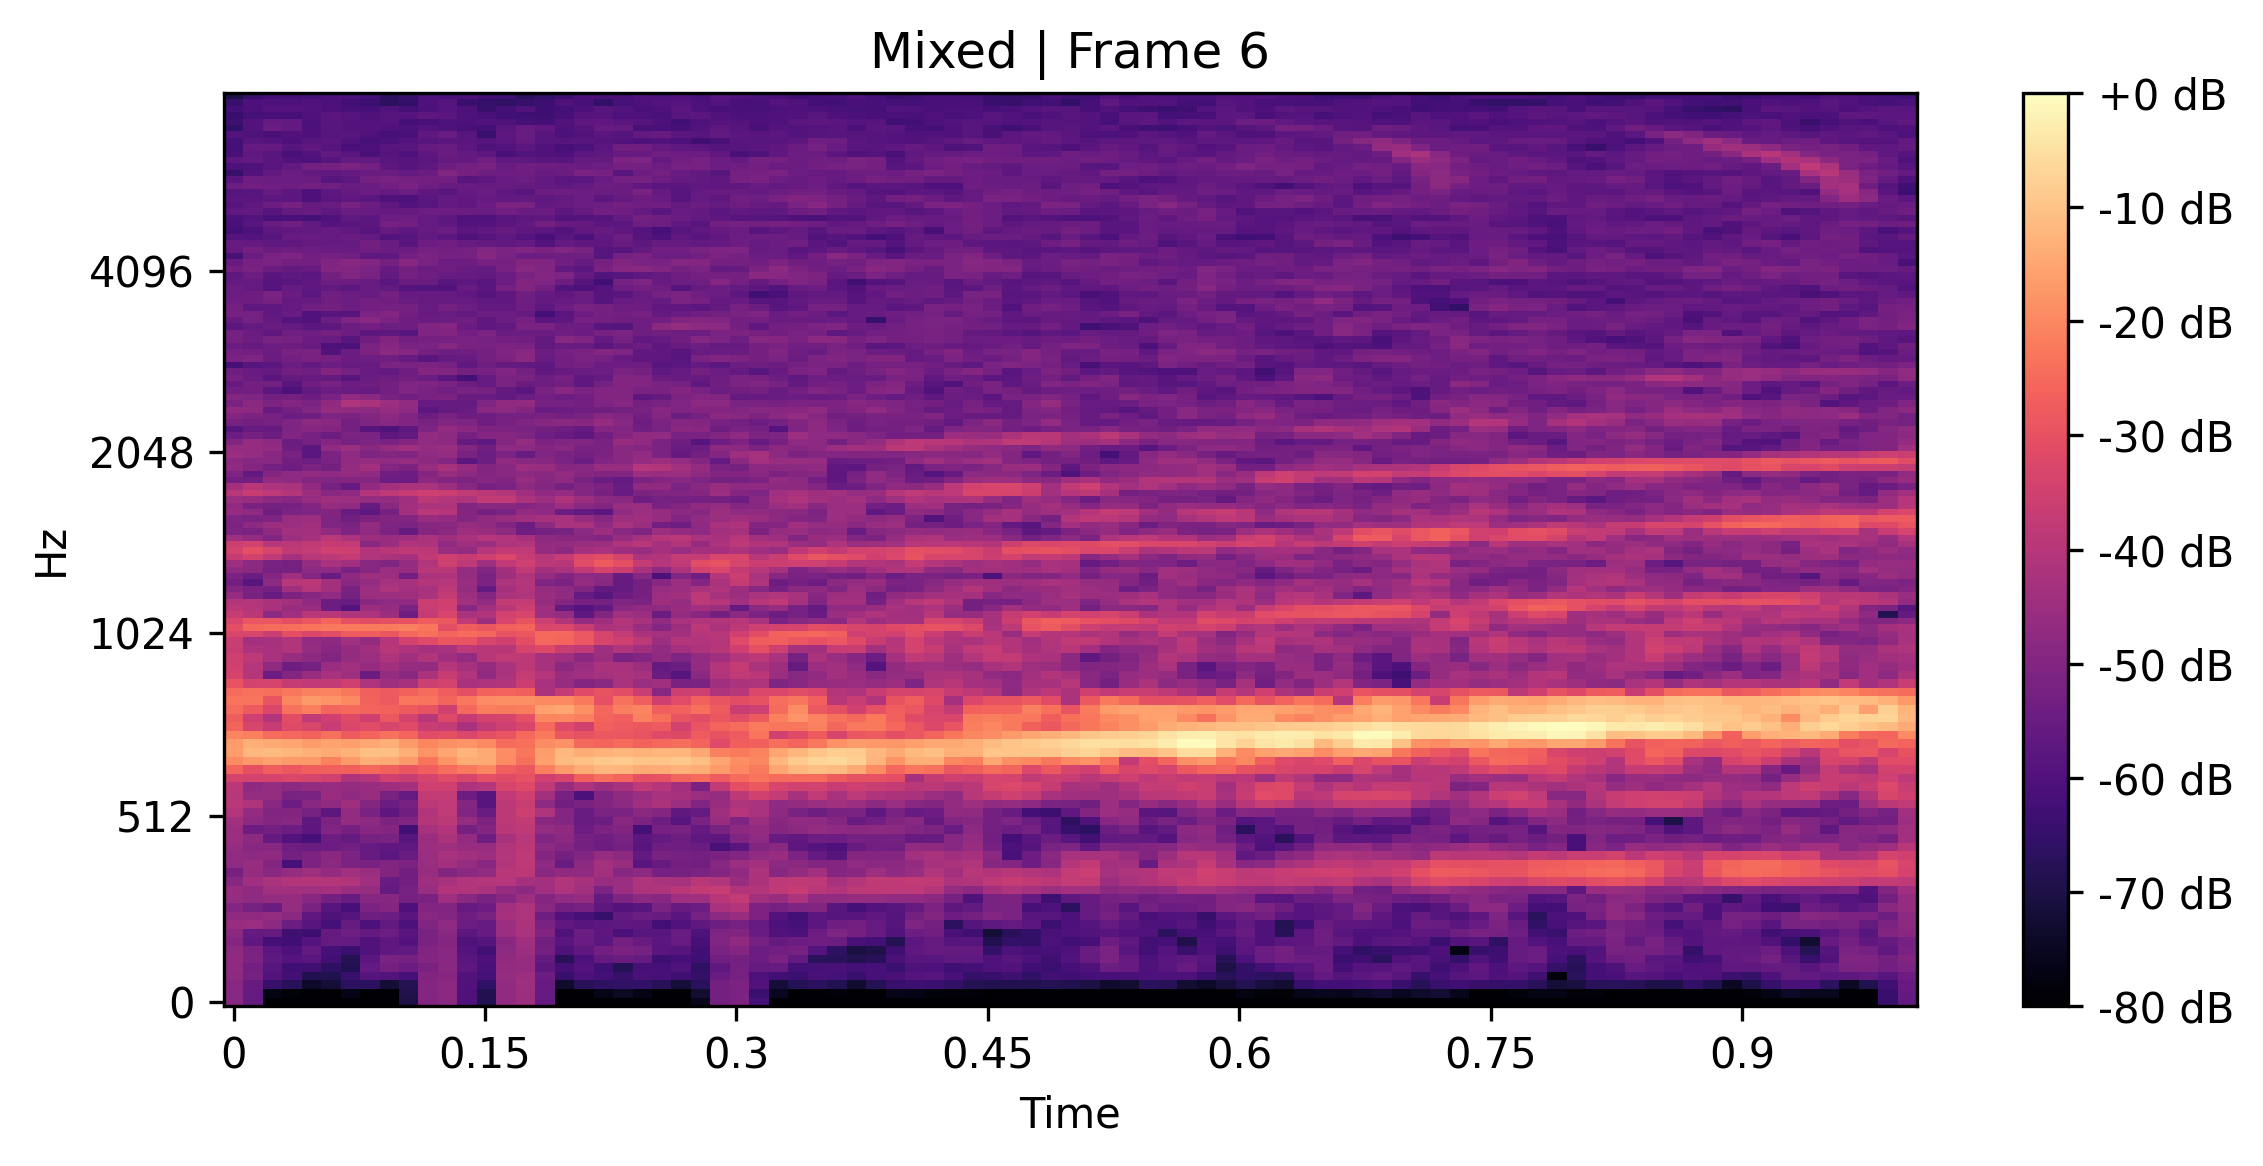 Mixed | Frame 6
Hz
4096
2048
1024
512
0
0 0.15 0.3 0.45 0.6 0.75 0.9
Time
+0 dB
-10 dB
-20 dB
-30 dB
-40 dB
-50 dB
-60 dB
-70 dB
-80 dB